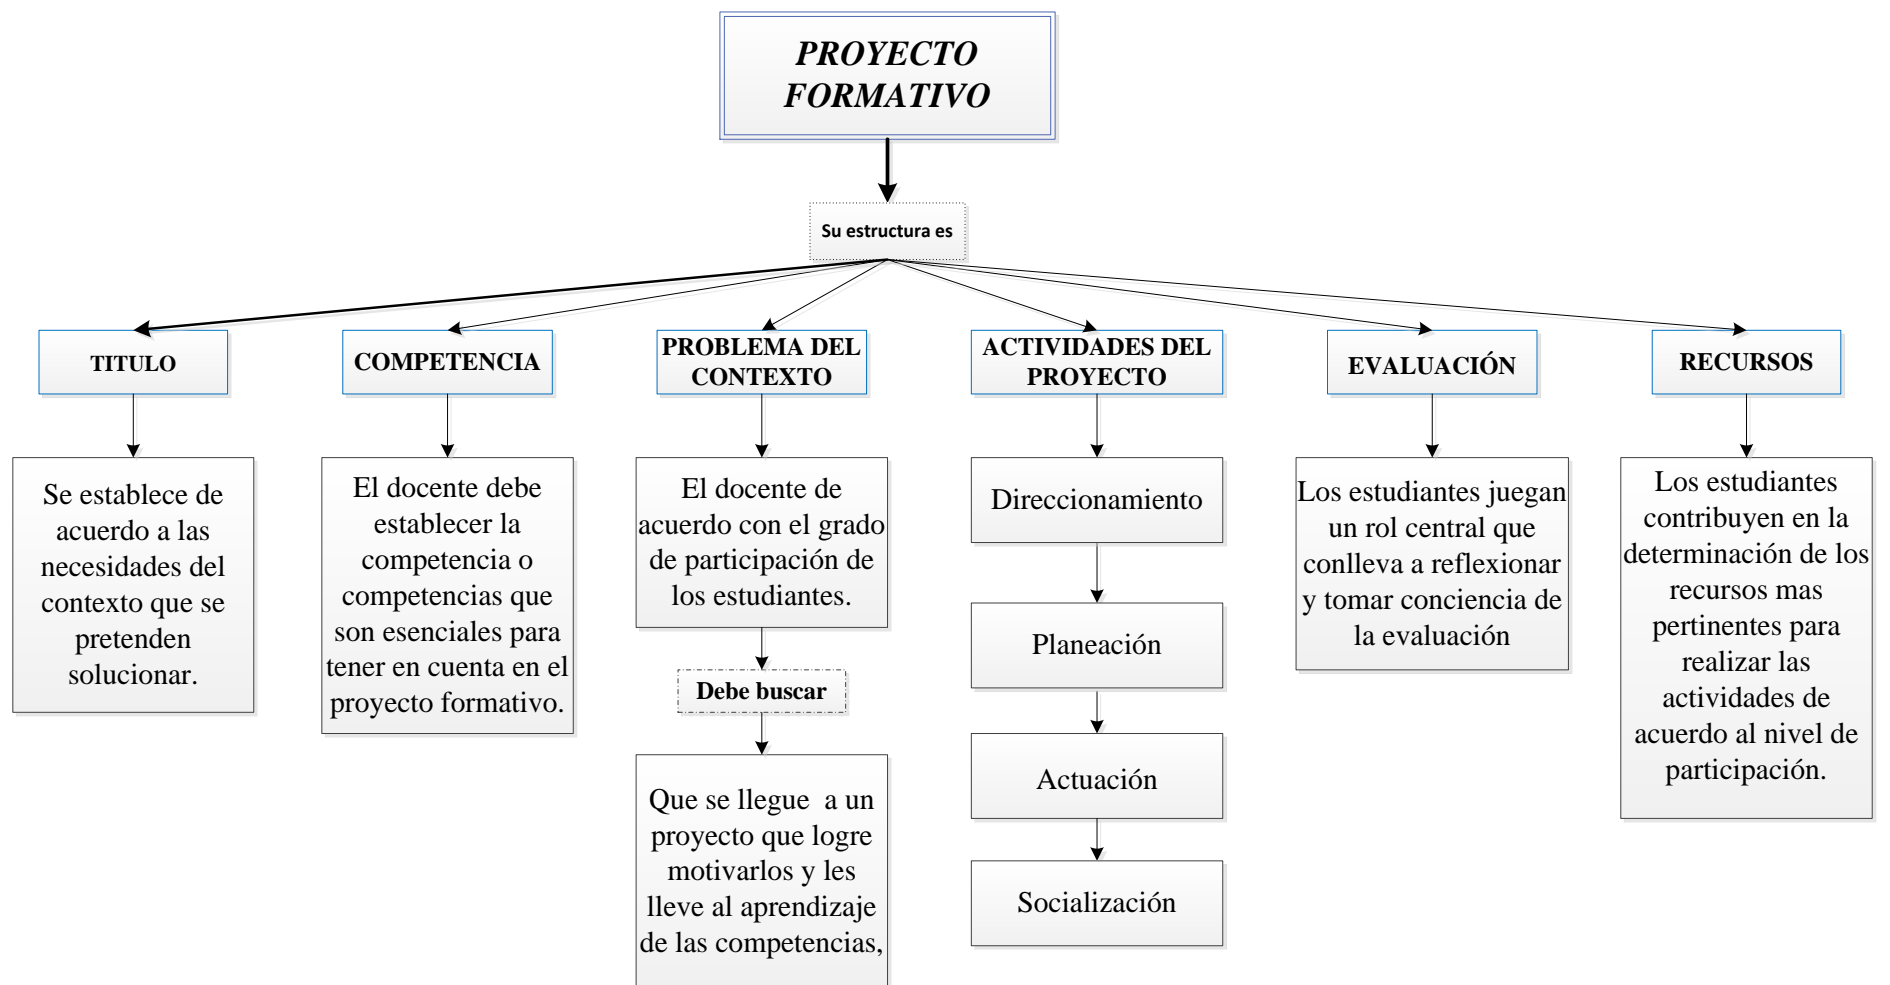 PROYECTO
FORMATIVO
Su estructura es
TITULO
Se establece de
acuerdo a las
necesidades del
contexto que se
pretenden
solucionar.
COMPETENCIA
El docente debe
establecer la
competencia o
competencias que
son esenciales para
tener en cuenta en el
proyecto formativo.
PROBLEMA DEL
CONTEXTO
El docente de
acuerdo con el grado
de participación de
los estudiantes.
Debe buscar
Que se llegue a un
proyecto que logre
motivarlos y les
lleve al aprendizaje
de las competencias,
ACTIVIDADES DEL
PROYECTO
Direccionamiento
Planeación
Actuación
Socialización
EVALUACIÓN
Los estudiantes juegan
un rol central que
conlleva a reflexionar
y tomar conciencia de
la evaluación
RECURSOS
Los estudiantes
contribuyen en la
determinación de los
recursos mas
pertinentes para
realizar las
actividades de
acuerdo al nivel de
participación.